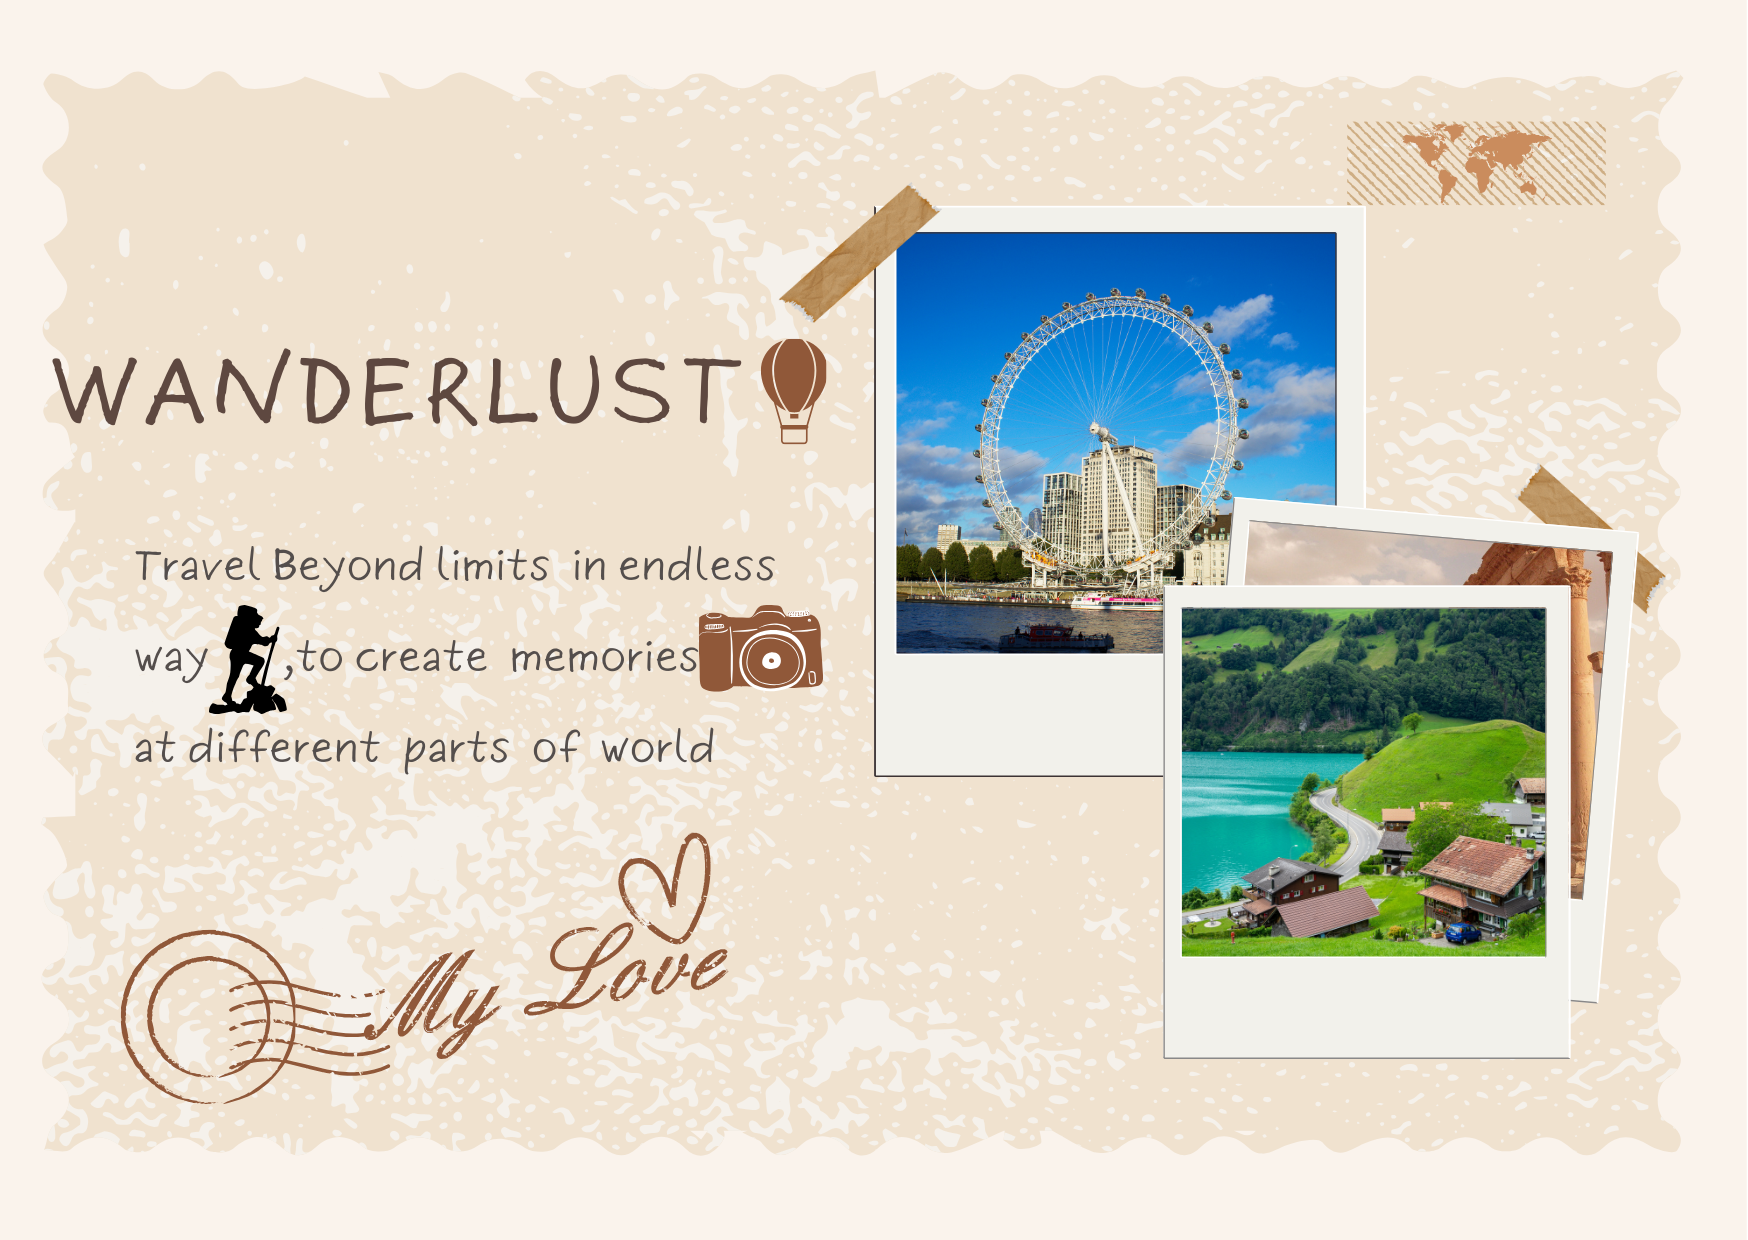 WANDERLUST
Travel Beyond limits in endless
way ,to create memories
at different parts of world
My Love